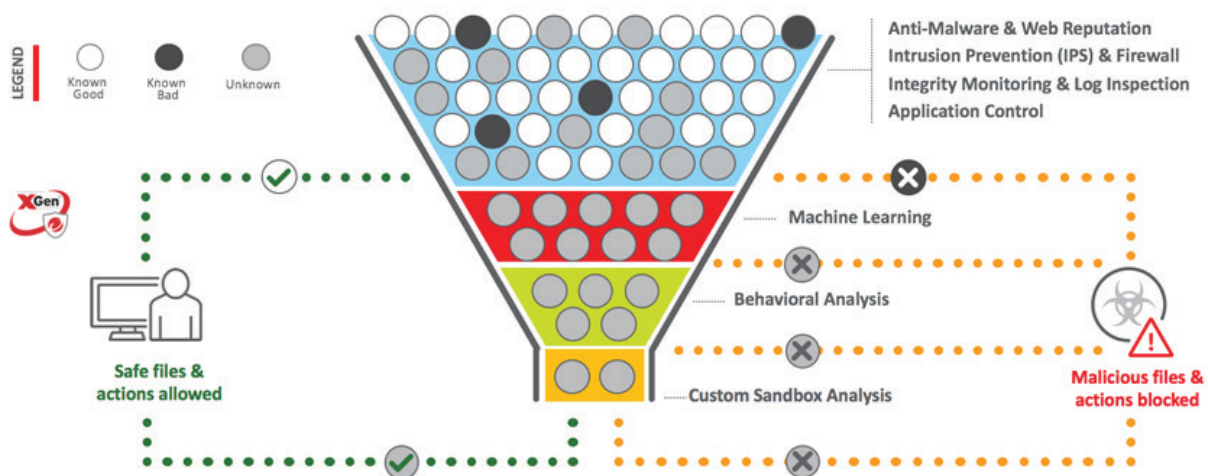 LEGEND
Known
Good
Known
Bad
Unknown
Anti-Malware & Web Reputation
Intrusion Prevention (IPS) & Firewall
Integrity Monitoring & Log Inspection
Application Control
XGen
Machine Learning
Behavioral Analysis
Safe files &
actions allowed
Malicious files &
actions blocked
Custom Sandbox Analysis